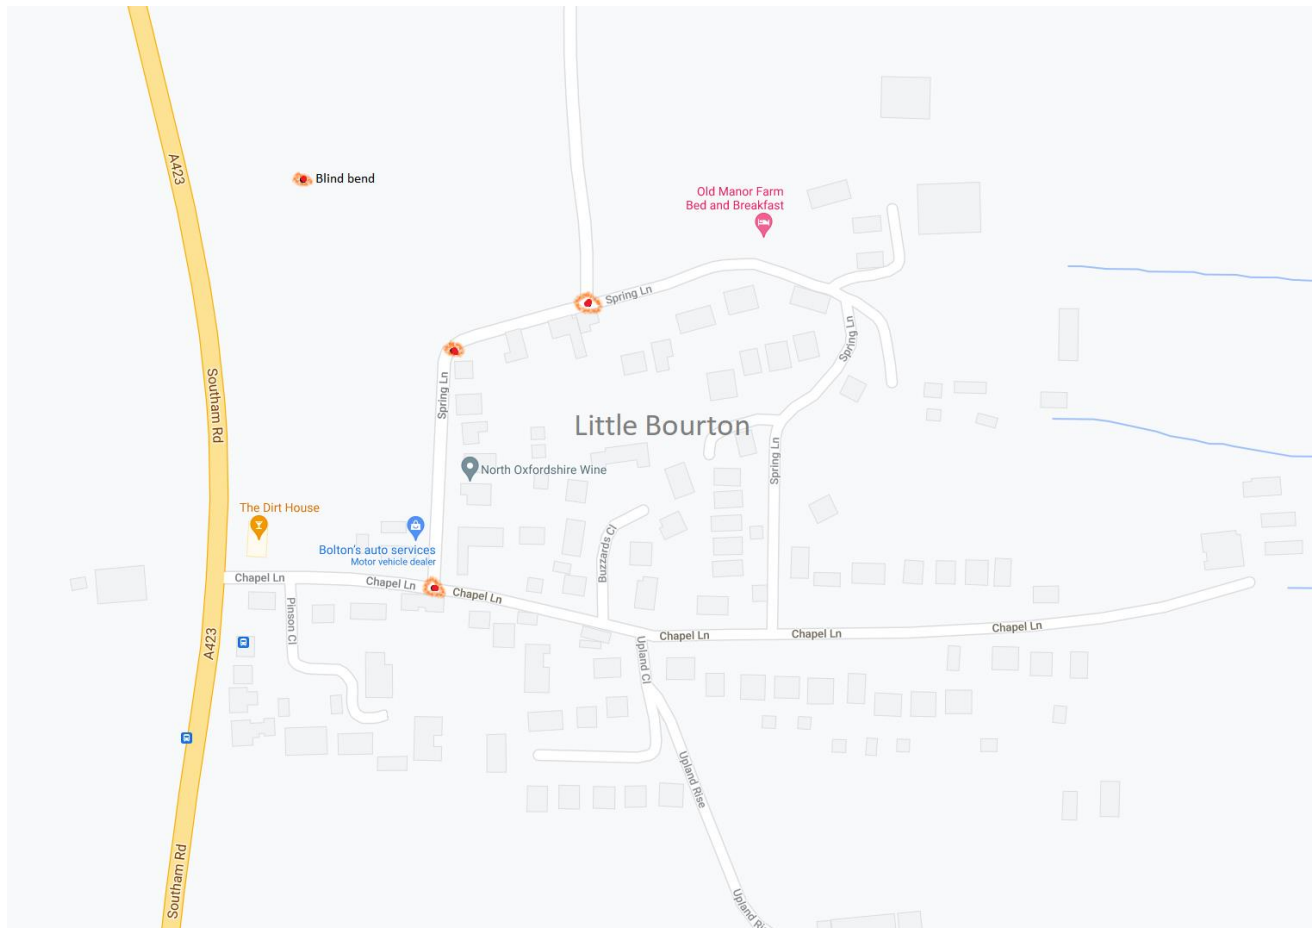 A423
Blind bend
Old Manor Farm
Bed and Breakfast
Spring Ln
Spring Ln
Spring Ln
Southam Rd
Little Bourton
Spring Ln
North Oxfordshire Wine
The Dirt House
Bolton's auto services
Motor vehicle dealer
Buzzards Cl
Chapel Ln
Chapel Ln
Chapel Ln
Pinson Cl
Chapel Ln
Chapel Ln
Chapel Ln
A423
Upland Cl
Upland Rise
Southam Rd
Upland Ri